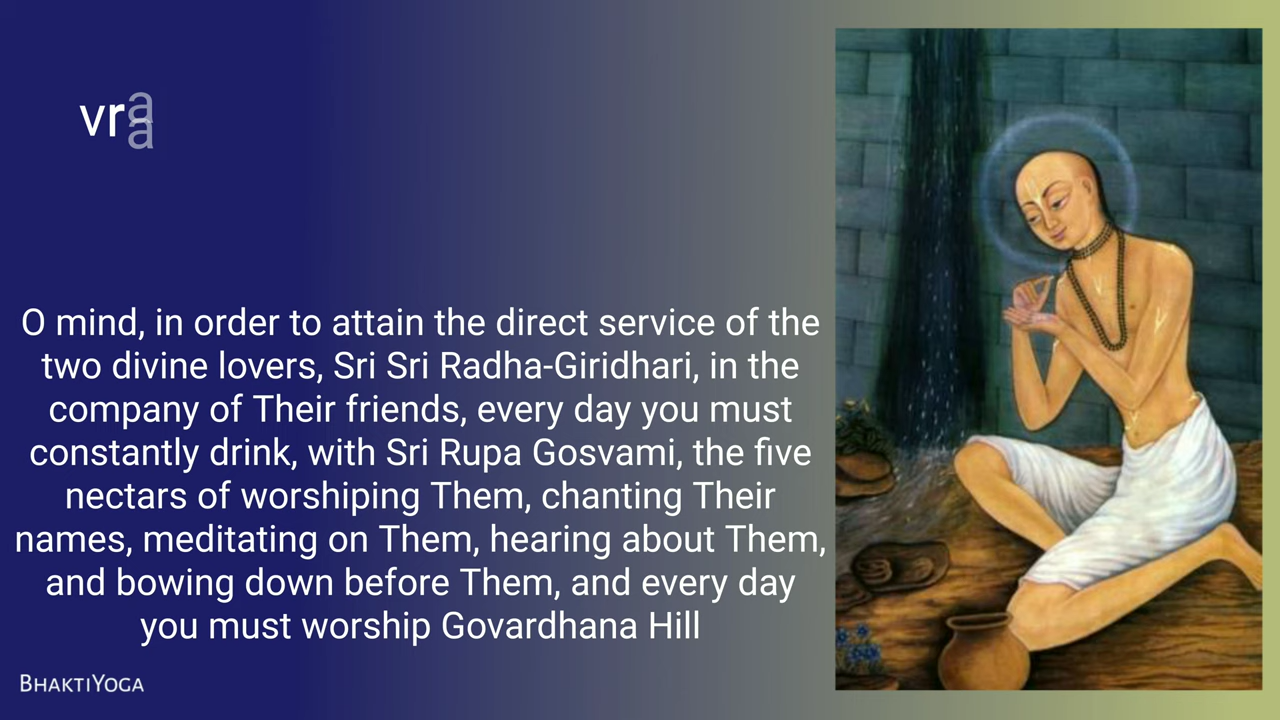 O mind, in order to attain the direct service of the
two divine lovers, Sri Sri Radha-Giridhari, in the
company of Their friends, every day you must
constantly drink, with Sri Rupa Gosvami, the five
nectars of worshiping Them, chanting Their
names, meditating on Them, hearing about Them,
and bowing down before Them, and every day
you must worship Govardhana Hill
BHAKTIYOGA